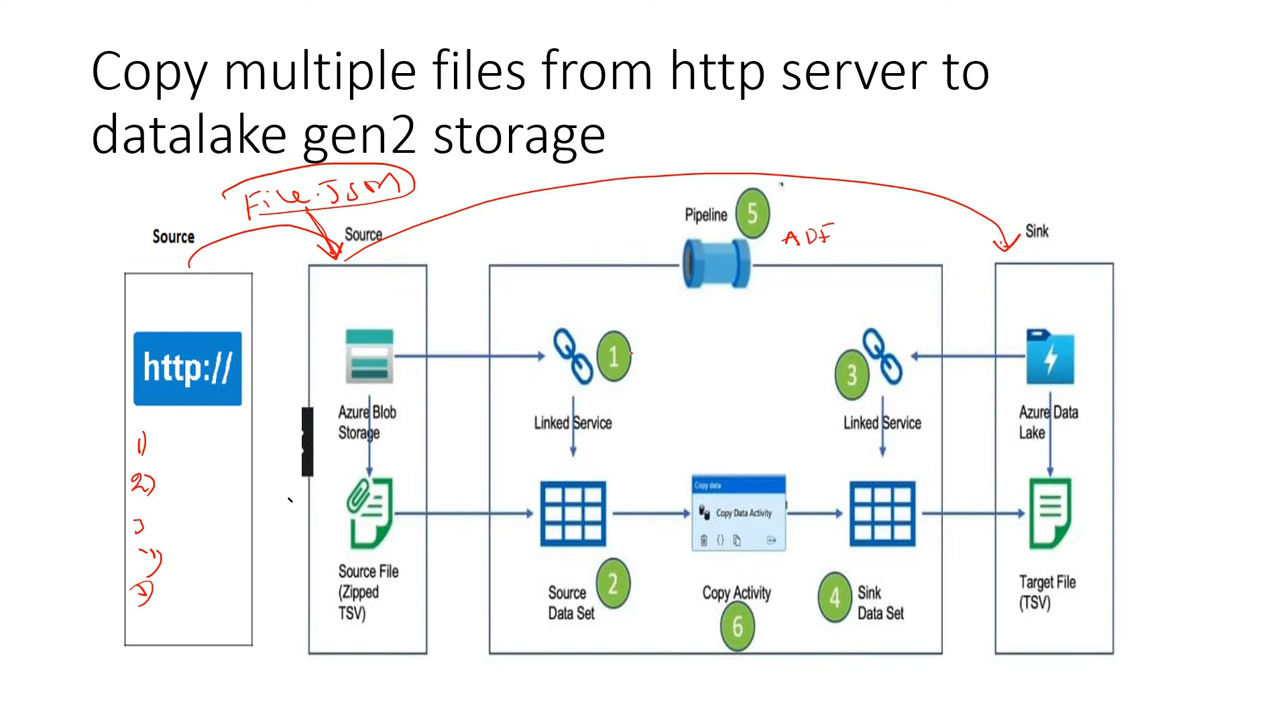 Copy multiple files from http server to
datalake gen2 storage
File.JSON
Source
Source
Pipeline
5
ADF
Sink
http://
1
3
Azure Blob
Storage
Linked Service
Linked Service
Azure Data
Lake
1)
2)
3
5)
Copy data
Copy Data Activity
Source File
(Zipped
TSV)
2
Source
Data Set
Copy Activity
6
4
Sink
Data Set
Target File
(TSV)